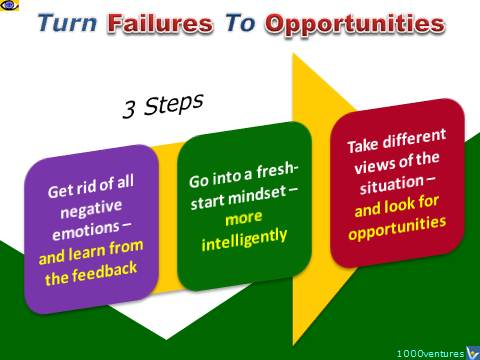 Turn Failures To Opportunities
3 Steps
Get rid of all
negative
emotions –
and learn from
the feedback
Go into a fresh-
start mindset –
more
intelligently
Take different
views of the
situation –
and look for
opportunities
1000ventures